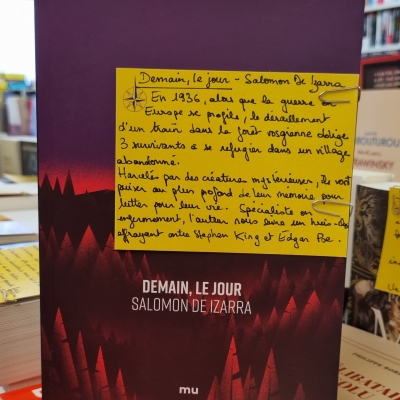 Demain, le jour - Salomon De Izarra
En 1936, alors que la guerre en
Europe se profile, le déraillement
d'un train dans la forêt vosgienne oblige
3 survivants à se réfugier dans un village
abandonné.
Harcelés par des créatures mystérieuses, ils vont
puiser au plus profond de leur mémoire pour
lutter pour leur vie. Spécialiste en
enfermement, l'auteur nous livre un huis-clos
effrayant entre Stephen King et Edgar Poe.
DEMAIN, LE JOUR
SALOMON DE IZARRA
mu